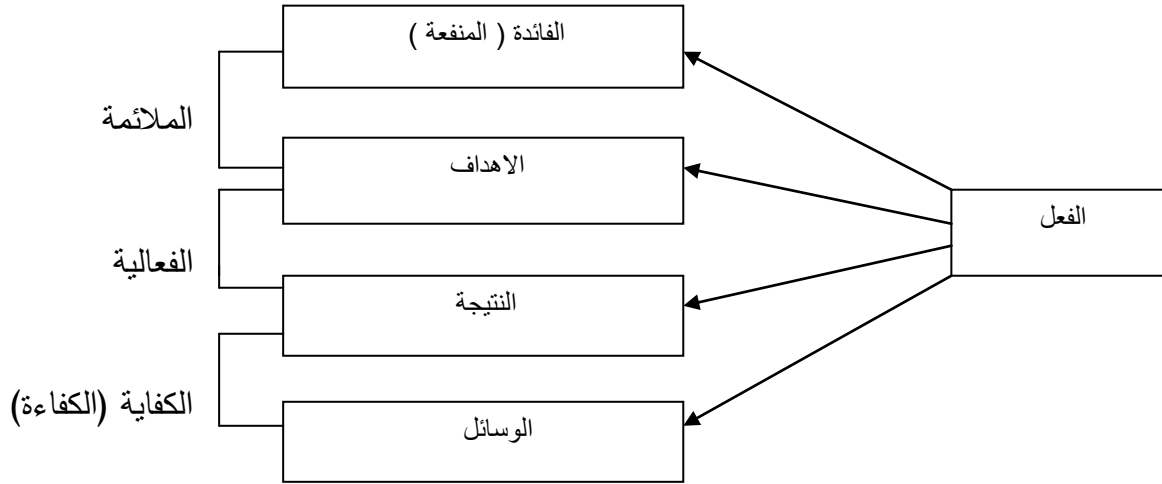 الفائدة ( المنفعة )
الملائمة
الاهداف
الفعل
الفعالية
النتيجة
الكفاية (الكفاءة)
الوسائل